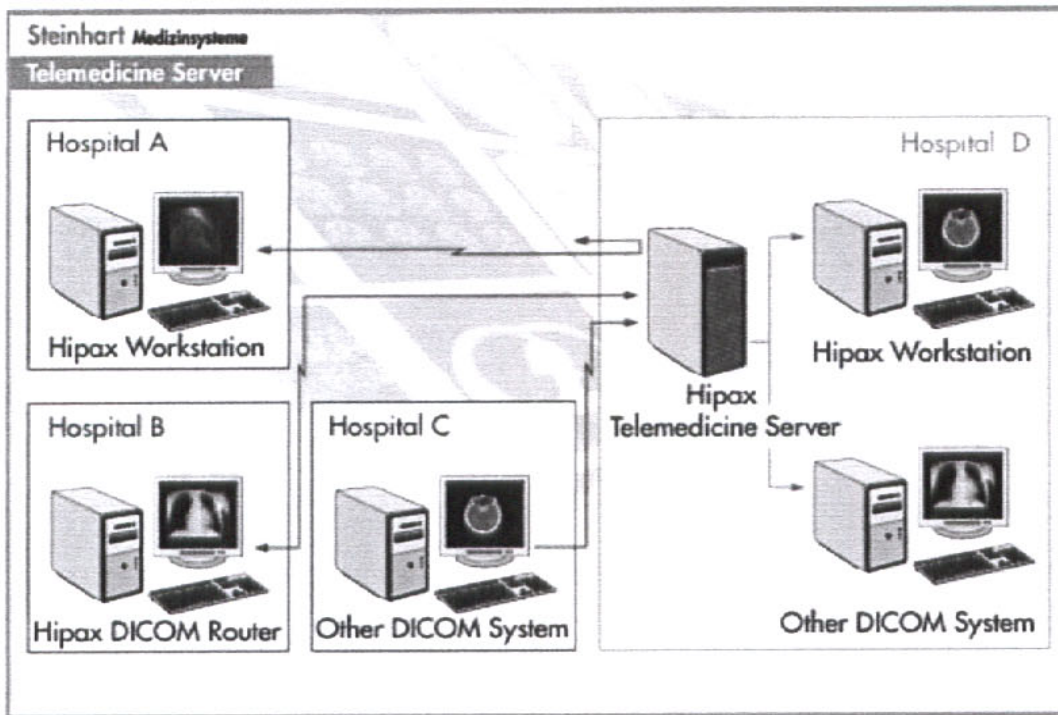 Steinhart Medizinsysteme
Telemedicine Server
Hospital A
Hipax Workstation
Hospital B
Hipax DICOM Router
Hospital C
Other DICOM System
Hospital D
Hipax
Telemedicine Server
Hipax Workstation
Other DICOM System